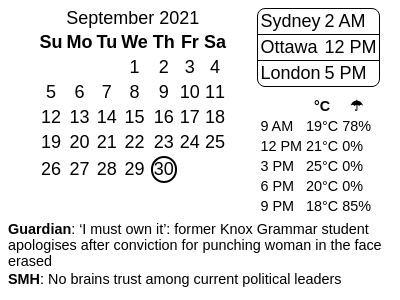 September 2021
Su Mo Tu We Th Fr Sa
1 2 3 4
5 6 7 8 9 10 11
12 13 14 15 16 17 18
19 20 21 22 23 24 25
26 27 28 29 30
Sydney 2 AM
Ottawa 12 PM
London 5 PM
°C ☂
9 AM 19°C 78%
12 PM 21°C 0%
3 PM 25°C 0%
6 PM 20°C 0%
9 PM 18°C 85%
Guardian: ‘I must own it’: former Knox Grammar student
apologises after conviction for punching woman in the face
erased
SMH: No brains trust among current political leaders